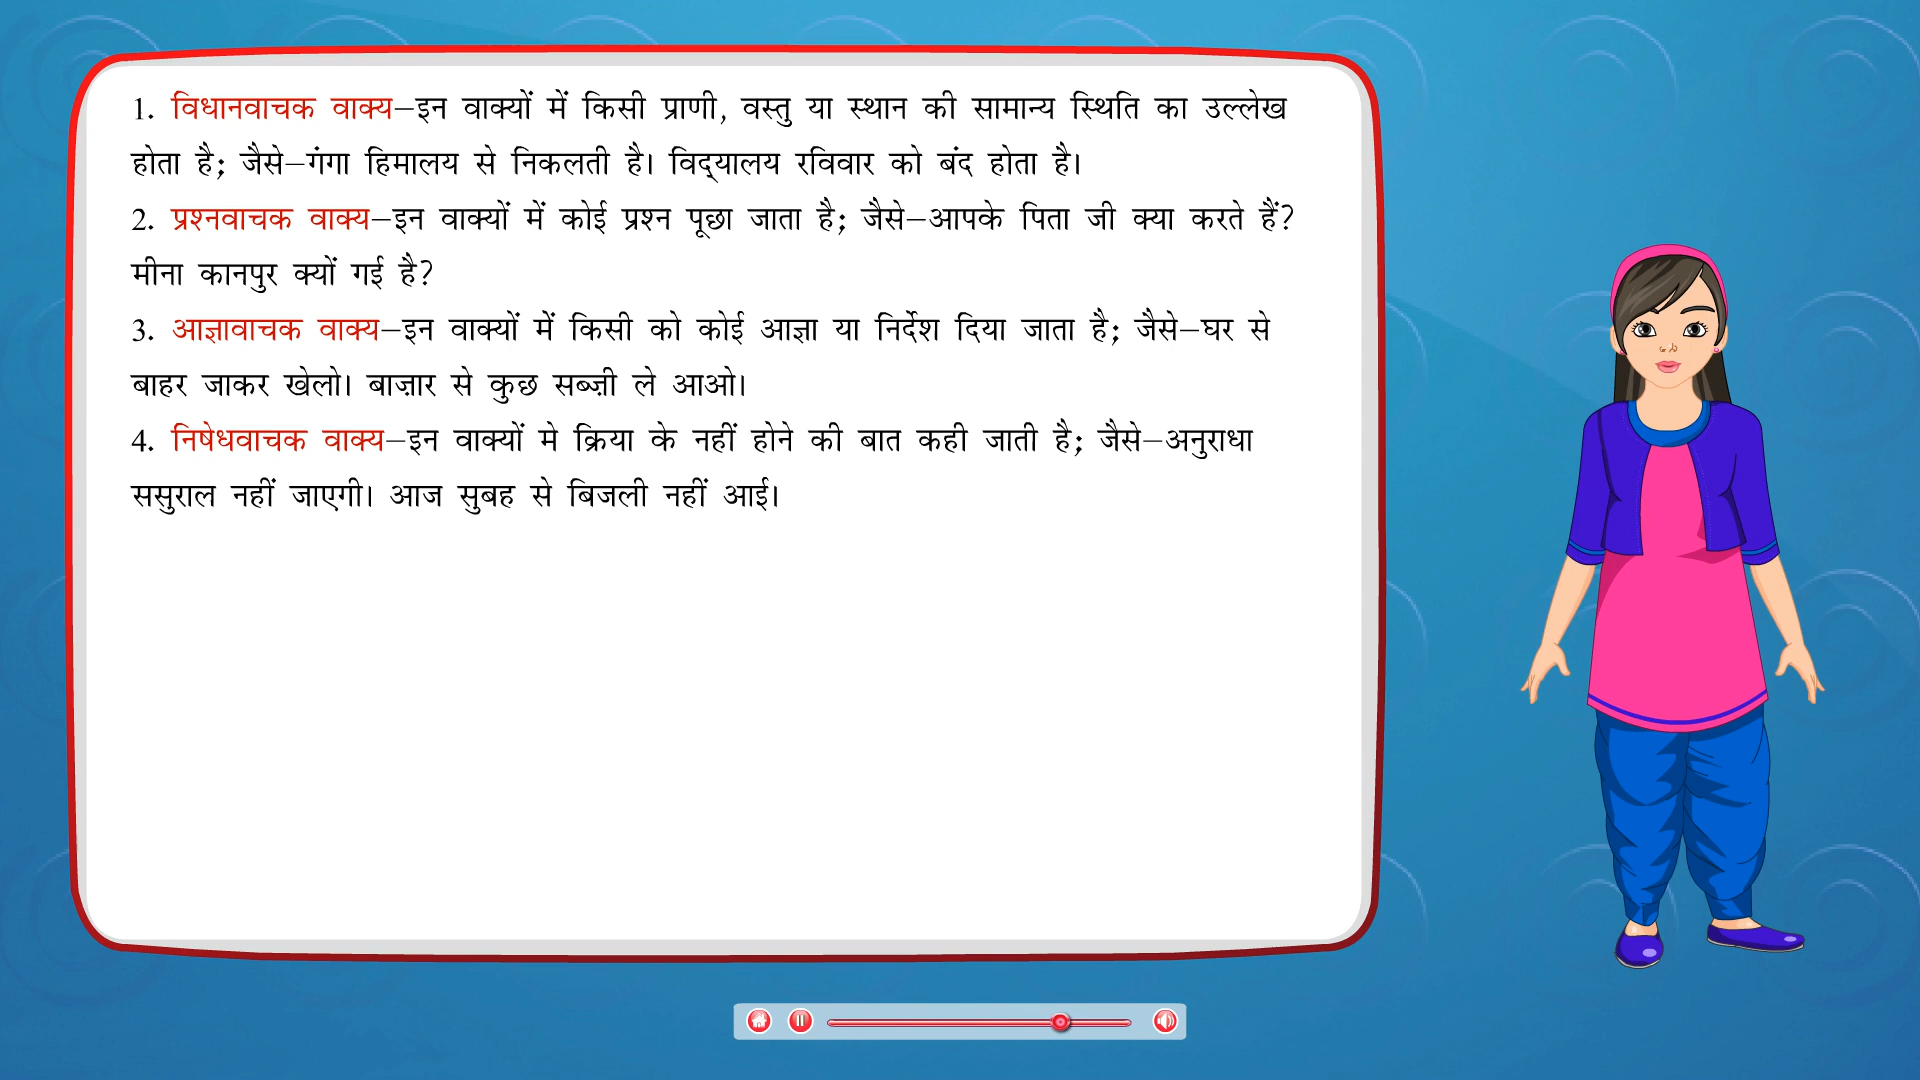 1. विधानवाचक वाक्य–इन वाक्यों में किसी प्राणी, वस्तु या स्थान की सामान्य स्थिति का उल्लेख
होता है; जैसे–गंगा हिमालय से निकलती है। विद्‌यालय रविवार को बंद होता है।
2. प्रश्नवाचक वाक्य–इन वाक्यों में कोई प्रश्न पूछा जाता है; जैसे–आपके पिता जी क्या करते हैं?
मीना कानपुर क्यों गई है?
3. आज्ञावाचक वाक्य–इन वाक्यों में किसी को कोई आज्ञा या निर्देश दिया जाता है; जैसे–घर से
बाहर जाकर खेलो। बाज़ार से कुछ सब्ज़ी ले आओ।
4. निषेधवाचक वाक्य–इन वाक्यों मे क्रिया के नहीं होने की बात कही जाती है; जैसे–अनुराधा
ससुराल नहीं जाएगी। आज सुबह से बिजली नहीं आई।